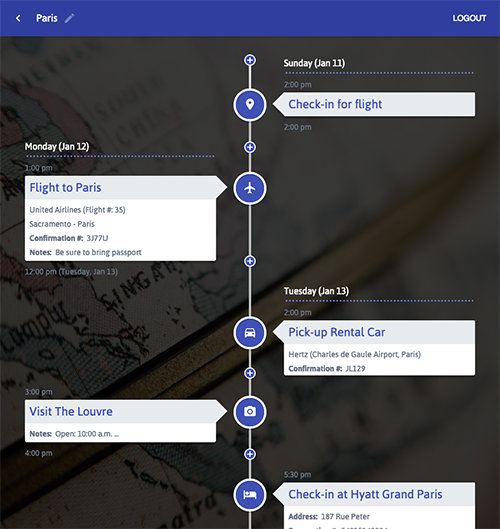 Paris
LOGOUT
Sunday (Jan 11)
2:00 pm
Check-in for flight
2:00 pm
Monday (Jan 12)
1:00 pm
Flight to Paris
United Airlines (Flight #: 35)
Sacramento - Paris
Confirmation #: 3J77U
Notes: Be sure to bring passport
12:00 pm (Tuesday, Jan 13)
Tuesday (Jan 13)
2:00 pm
Pick-up Rental Car
Hertz (Charles de Gaule Airport, Paris)
Confirmation #: JL129
3:00 pm
Visit The Louvre
Notes: Open: 10:00 a.m. ...
4:00 pm
5:30 pm
Check-in at Hyatt Grand Paris
Address: 187 Rue Peter